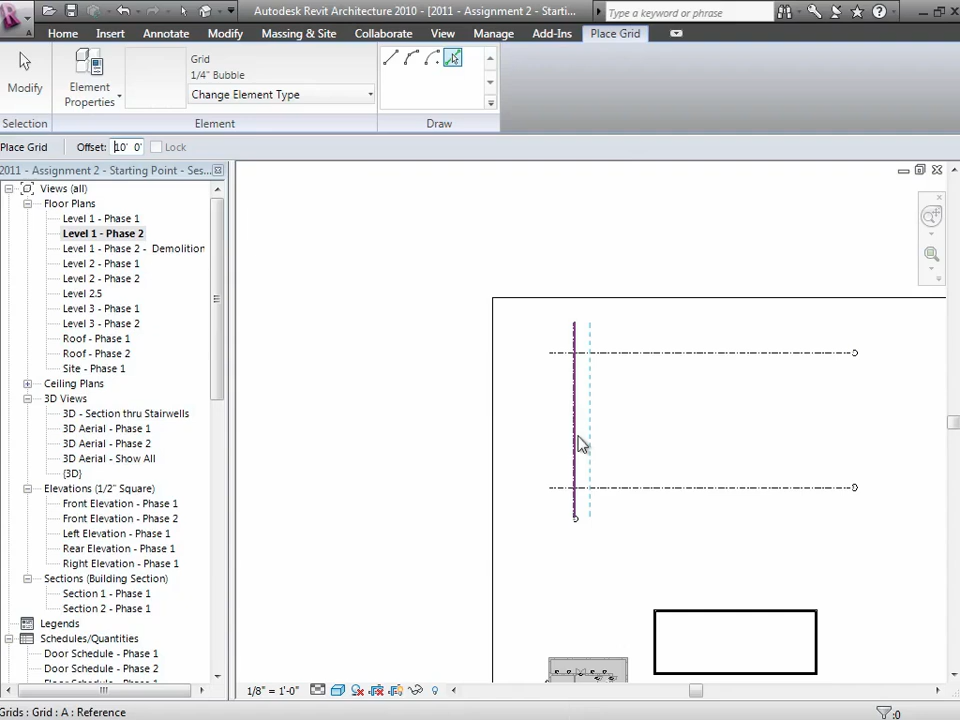 Autodesk Revit Architecture 2010 - [2011 - Assignment 2 - Starti...
Type a keyword or phrase
Home Insert Annotate Modify Massing & Site Collaborate View Manage Add-Ins Place Grid
Modify
Element
Properties
Grid
1/4" Bubble
Change Element Type
Selection Element Draw
Place Grid Offset: 10' 0' Lock
2011 - Assignment 2 - Starting Point - Ses...
Views (all)
Floor Plans
Level 1 - Phase 1
Level 1 - Phase 2
Level 1 - Phase 2 - Demolition
Level 2 - Phase 1
Level 2 - Phase 2
Level 2.5
Level 3 - Phase 1
Level 3 - Phase 2
Roof - Phase 1
Roof - Phase 2
Site - Phase 1
Ceiling Plans
3D Views
3D - Section thru Stairwells
3D Aerial - Phase 1
3D Aerial - Phase 2
3D Aerial - Show All
{3D}
Elevations (1/2" Square)
Front Elevation - Phase 1
Front Elevation - Phase 2
Left Elevation - Phase 1
Rear Elevation - Phase 1
Right Elevation - Phase 1
Sections (Building Section)
Section 1 - Phase 1
Section 2 - Phase 1
Legends
Schedules/Quantities
Door Schedule - Phase 1
Door Schedule - Phase 2
1/8" = 1'-0"
Grids : Grid : A : Reference
:0